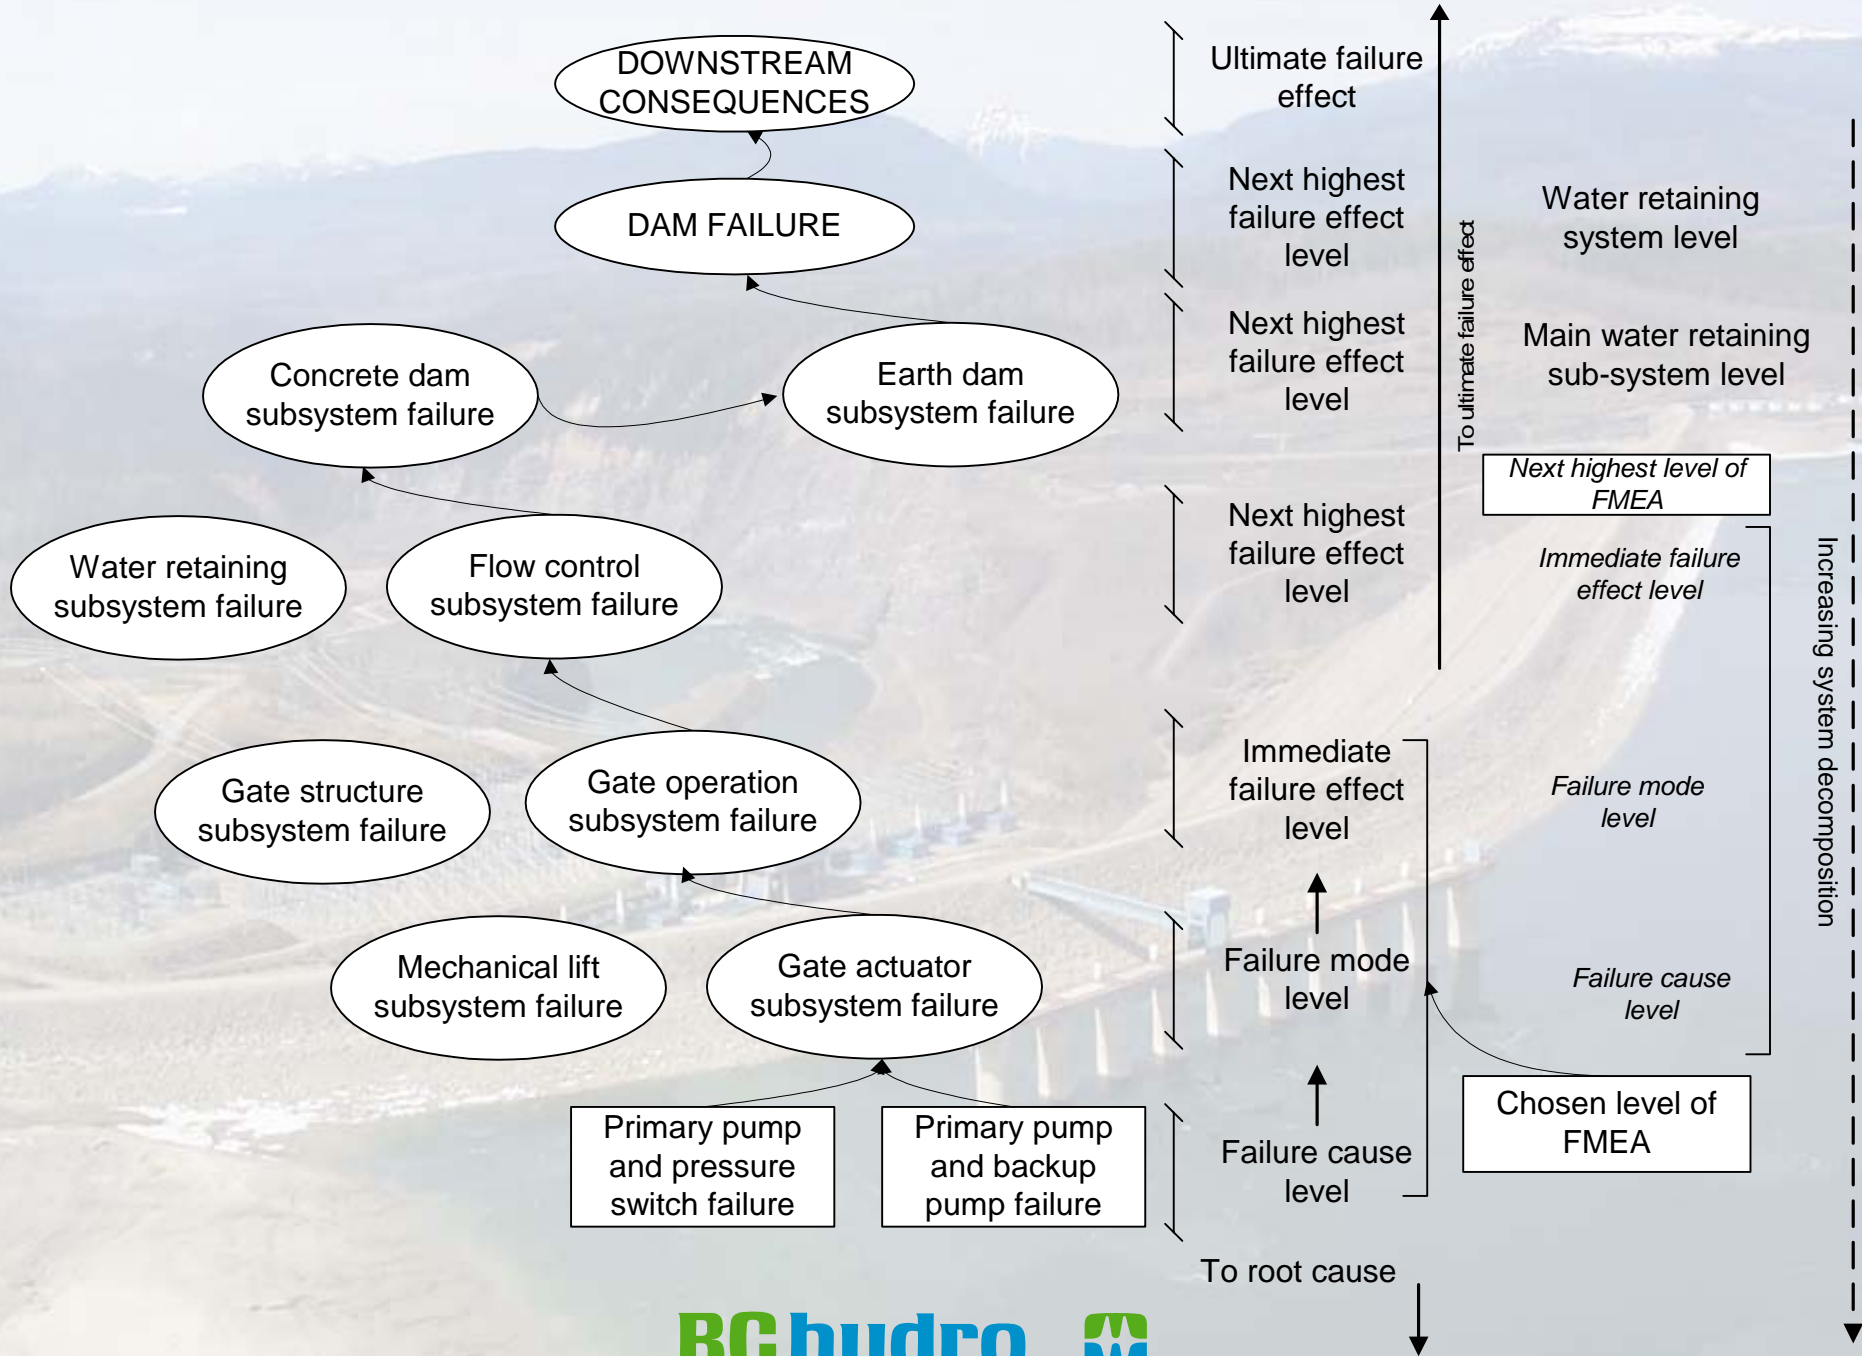 DOWNSTREAM
CONSEQUENCES
Ultimate failure
effect
DAM FAILURE
Next highest
failure effect
level
Water retaining
system level
Concrete dam
subsystem failure
Earth dam
subsystem failure
Next highest
failure effect
level
Main water retaining
sub-system level
To ultimate failure effect
Next highest level of
FMEA
Water retaining
subsystem failure
Flow control
subsystem failure
Next highest
failure effect
level
Immediate failure
effect level
Increasing system decomposition
Gate structure
subsystem failure
Gate operation
subsystem failure
Immediate
failure effect
level
Failure mode
level
Mechanical lift
subsystem failure
Gate actuator
subsystem failure
Failure mode
level
Failure cause
level
Primary pump
and pressure
switch failure
Primary pump
and backup
pump failure
Failure cause
level
Chosen level of
FMEA
To root cause
BC hydro